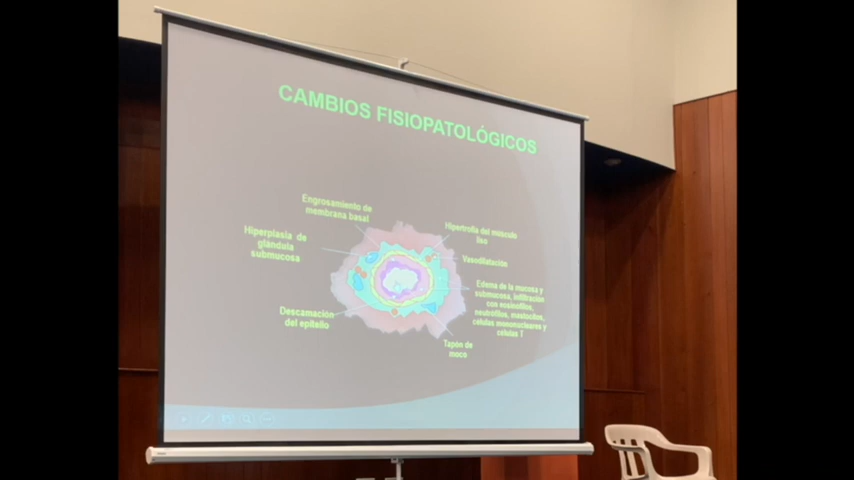 CAMBIOS FISIOPATOLÓGICOS
Engrosamiento de
membrana basal
Hipertrofia del músculo
liso
Hiperplasia de
glándula
submucosa
Vasodilatación
Edema de la mucosa y
submucosa, infiltración
con eosinófilos,
neutrófilos, mastocitos,
células mononucleares y
células T
Descamación
del epitelio
Tapón de
moco